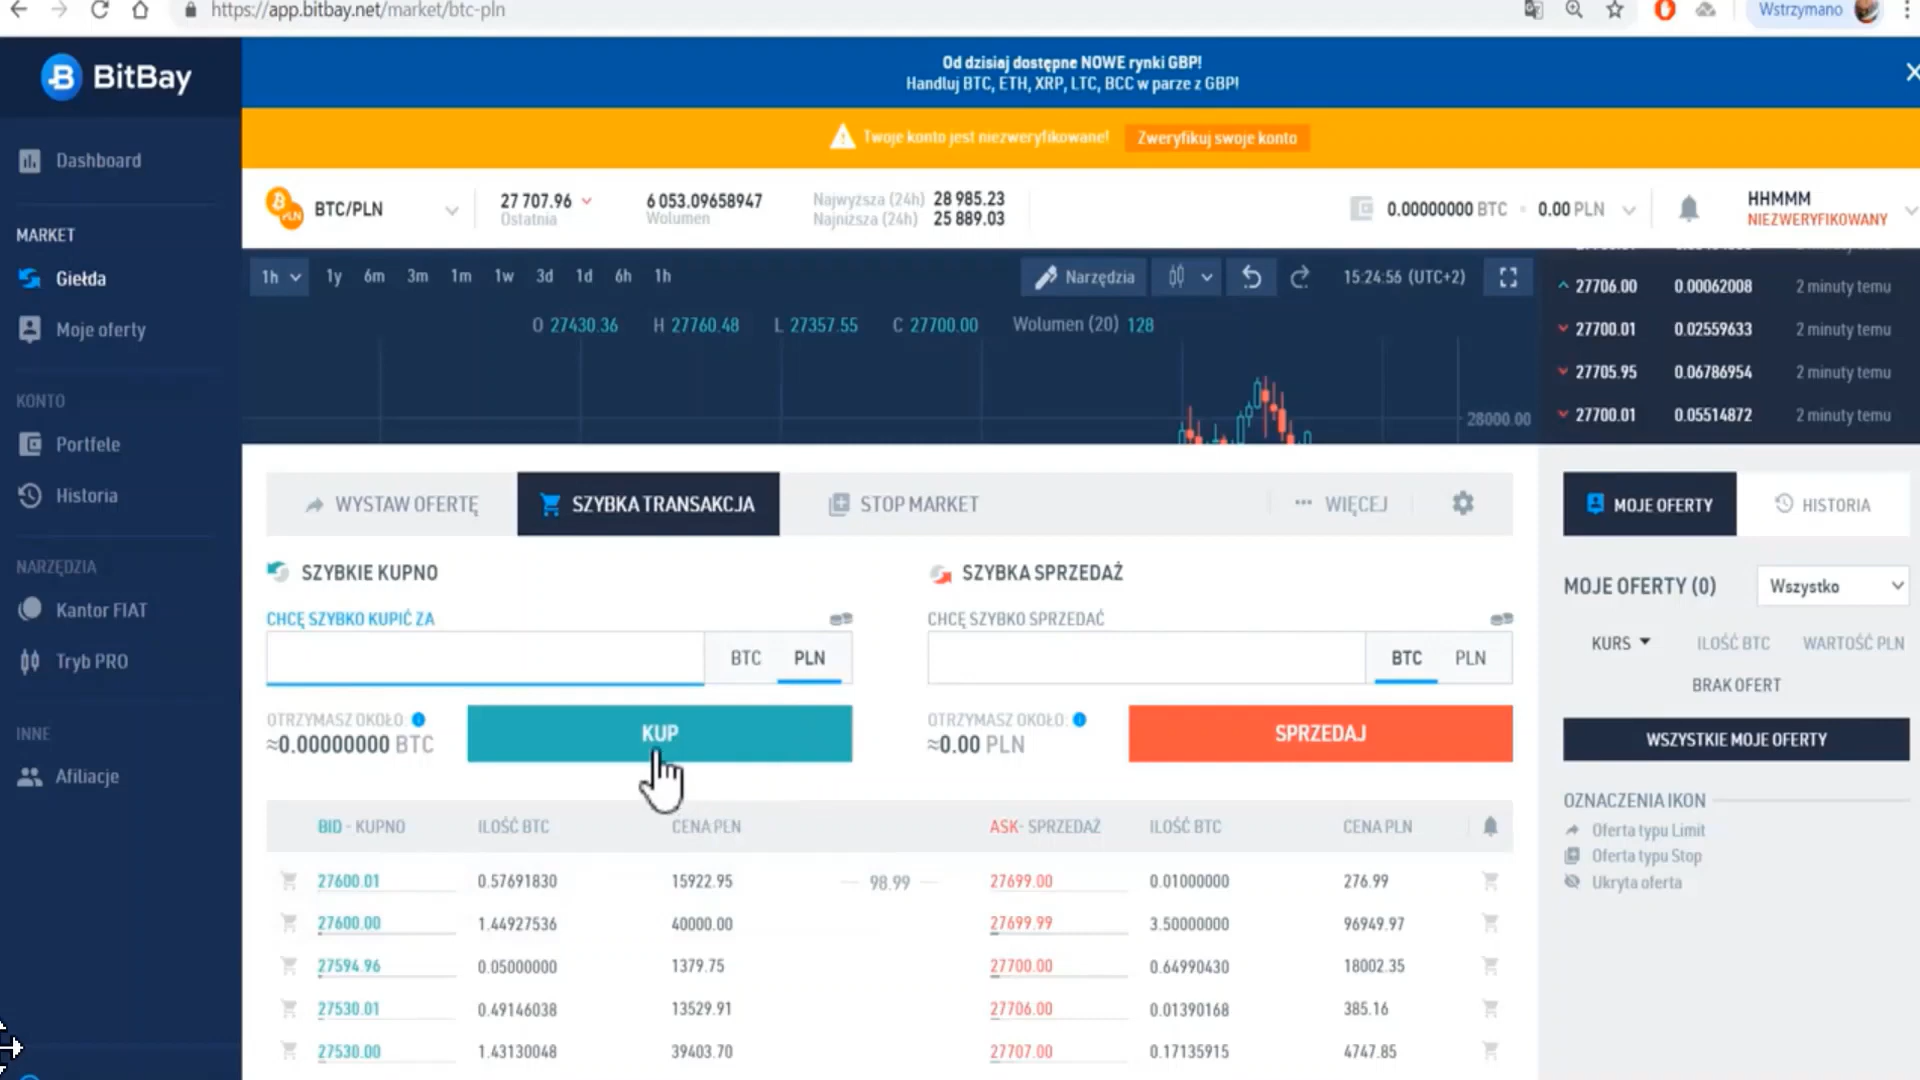 https://app.bitbay.net/market/btc-pln
Wstrzymano
BitBay
Od dzisiaj dostępne NOWE rynki GBP!
Handluj BTC, ETH, XRP, LTC, BCC w parze z GBP!
Twoje konto jest niezweryfikowane! Zweryfikuj swoje konto
Dashboard
MARKET
Giełda
Moje oferty
KONTO
Portfele
Historia
NARZĘDZIA
Kantor FIAT
Tryb PRO
INNE
Afiliacje
BTC/PLN
27 707.96
Ostatnia
6 053.09658947
Wolumen
Najwyższa (24h) 28 985.23
Najniższa (24h) 25 889.03
0.00000000 BTC 0.00 PLN
HHMMM
NIEZWERYFIKOWANY
1h 1y 6m 3m 1m 1w 3d 1d 6h 1h
Narzędzia
15:24:56 (UTC+2)
O 27430.36 H 27760.48 L 27357.55 C 27700.00 Wolumen (20) 128
28000.00
27706.00 0.00062008 2 minuty temu
27700.01 0.02559633 2 minuty temu
27705.95 0.06786954 2 minuty temu
27700.01 0.05514872 2 minuty temu
WYSTAW OFERTĘ
SZYBKA TRANSAKCJA
STOP MARKET
WIĘCEJ
SZYBKIE KUPNO
CHCĘ SZYBKO KUPIĆ ZA
BTC PLN
OTRZYMASZ OKOŁO
≈0.00000000 BTC
KUP
SZYBKA SPRZEDAŻ
CHCĘ SZYBKO SPRZEDAĆ
BTC PLN
OTRZYMASZ OKOŁO:
≈0.00 PLN
SPRZEDAJ
BID - KUPNO ILOŚĆ BTC CENA PLN
27600.01 0.57691830 15922.95
27600.00 1.44927536 40000.00
27594.96 0.05000000 1379.75
27530.01 0.49146038 13529.91
27530.00 1.43130048 39403.70
98.99
ASK- SPRZEDAŻ ILOŚĆ BTC CENA PLN
27699.00 0.01000000 276.99
27699.99 3.50000000 96949.97
27700.00 0.64990430 18002.35
27706.00 0.01390168 385.16
27707.00 0.17135915 4747.85
MOJE OFERTY
HISTORIA
MOJE OFERTY (0)
Wszystko
KURS ILOŚĆ BTC WARTOŚĆ PLN
BRAK OFERT
WSZYSTKIE MOJE OFERTY
OZNACZENIA IKON
Oferta typu Limit
Oferta typu Stop
Ukryta oferta